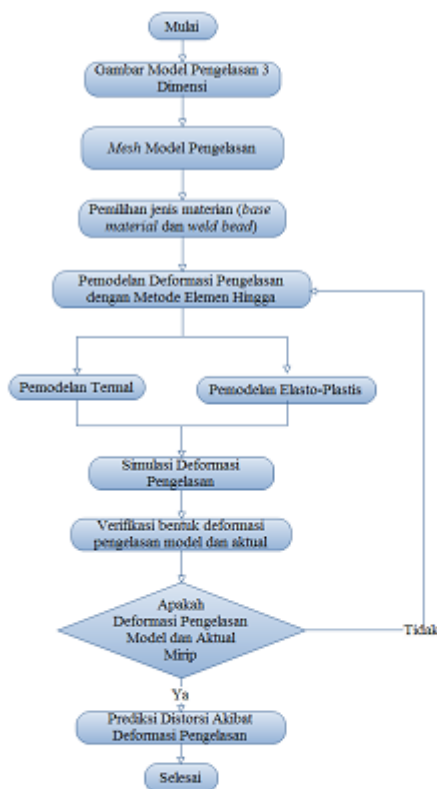 Mulai
Gambar Model Pengelasan 3
Dimensi
Mesh Model Pengelasan
Pemilihan jenis materian (base
material dan weld bead)
Pemodelan Deformasi Pengelasan
dengan Metode Elemen Hingga
Pemodelan Termal
Pemodelan Elasto-Plastis
Simulasi Deformasi
Pengelasan
Verifikasi bentuk deformasi
pengelasan model dan aktual
Apakah
Deformasi Pengelasan
Model dan Aktual
Mirip
Tidak
Ya
Prediksi Distorsi Akibat
Deformasi Pengelasan
Selesai